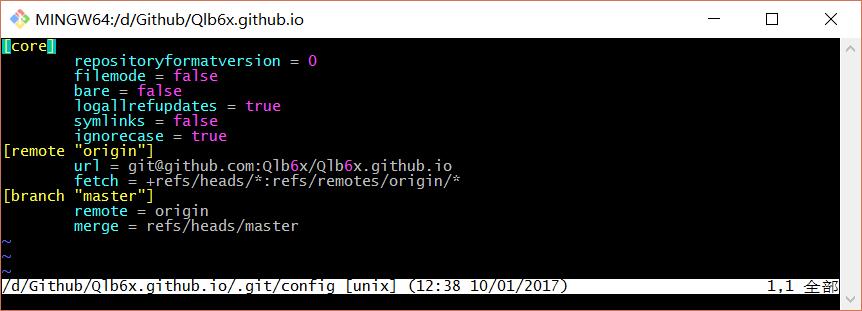 MINGW64:/d/Github/Qlb6x.github.io
[core]
repositoryformatversion = 0
filemode = false
bare = false
logallrefupdates = true
symlinks = false
ignorecase = true
[remote "origin"]
url = git@github.com:Qlb6x/Qlb6x.github.io
fetch = +refs/heads/*:refs/remotes/origin/*
[branch "master"]
remote = origin
merge = refs/heads/master
~
~
~
/d/Github/Qlb6x.github.io/.git/config [unix] (12:38 10/01/2017) 1,1 全部